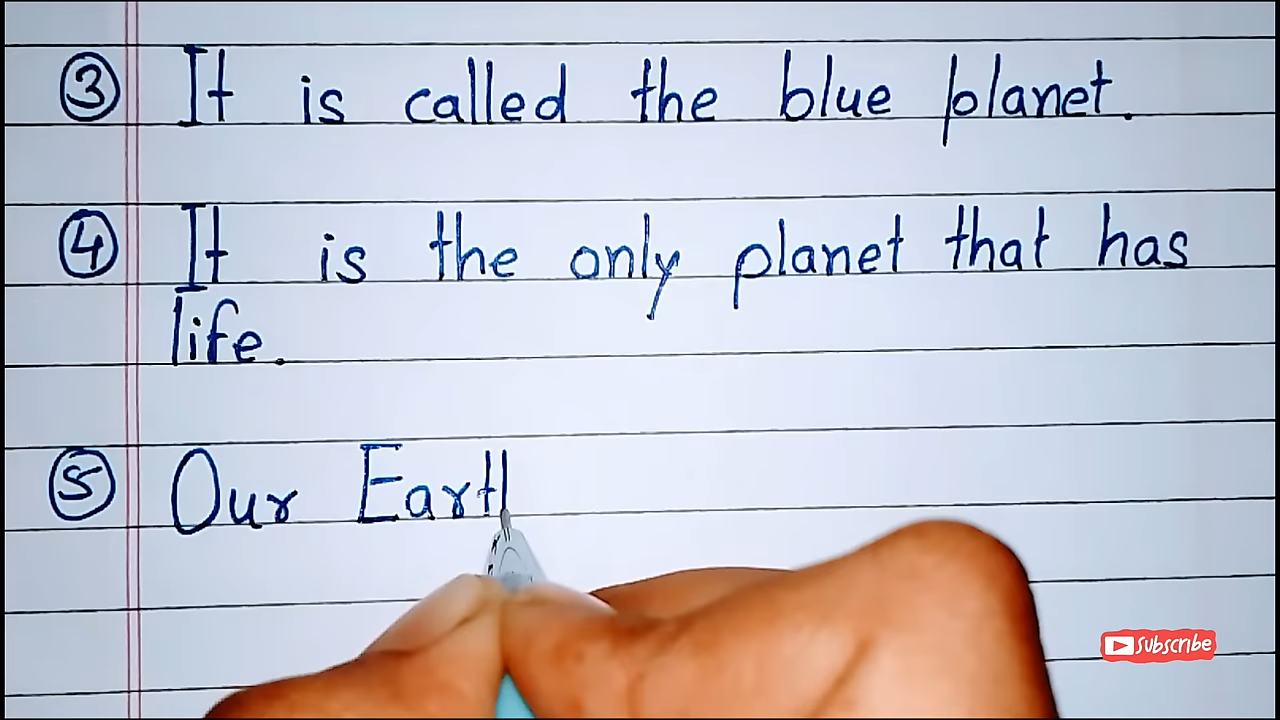 ③ It is called the blue planet.
④ It is the only planet that has
life.
⑤ Our Eart
Subscribe